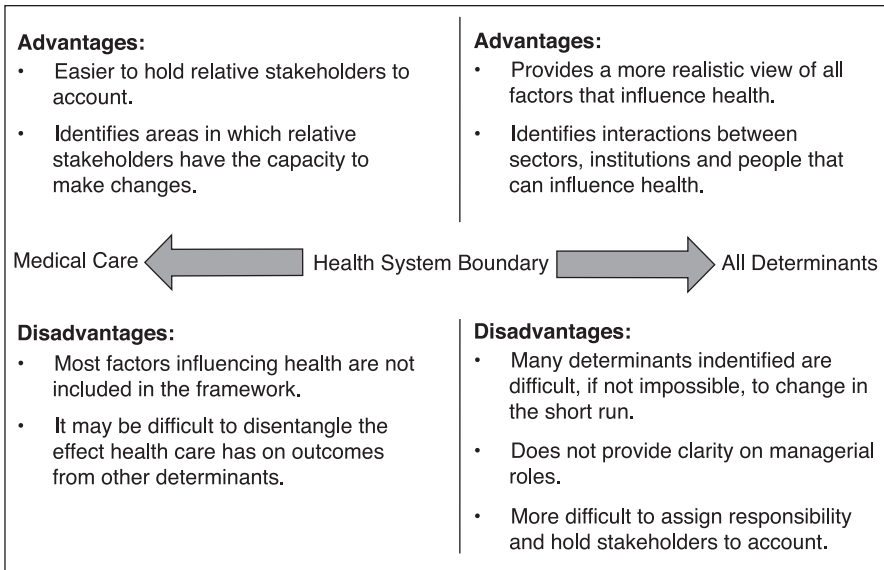 Advantages:
• Easier to hold relative stakeholders to
account.
• Identifies areas in which relative
stakeholders have the capacity to
make changes.
Advantages:
• Provides a more realistic view of all
factors that influence health.
• Identifies interactions between
sectors, institutions and people that
can influence health.
Medical Care Health System Boundary All Determinants
Disadvantages:
• Most factors influencing health are not
included in the framework.
• It may be difficult to disentangle the
effect health care has on outcomes
from other determinants.
Disadvantages:
• Many determinants indentified are
difficult, if not impossible, to change in
the short run.
• Does not provide clarity on managerial
roles.
• More difficult to assign responsibility
and hold stakeholders to account.